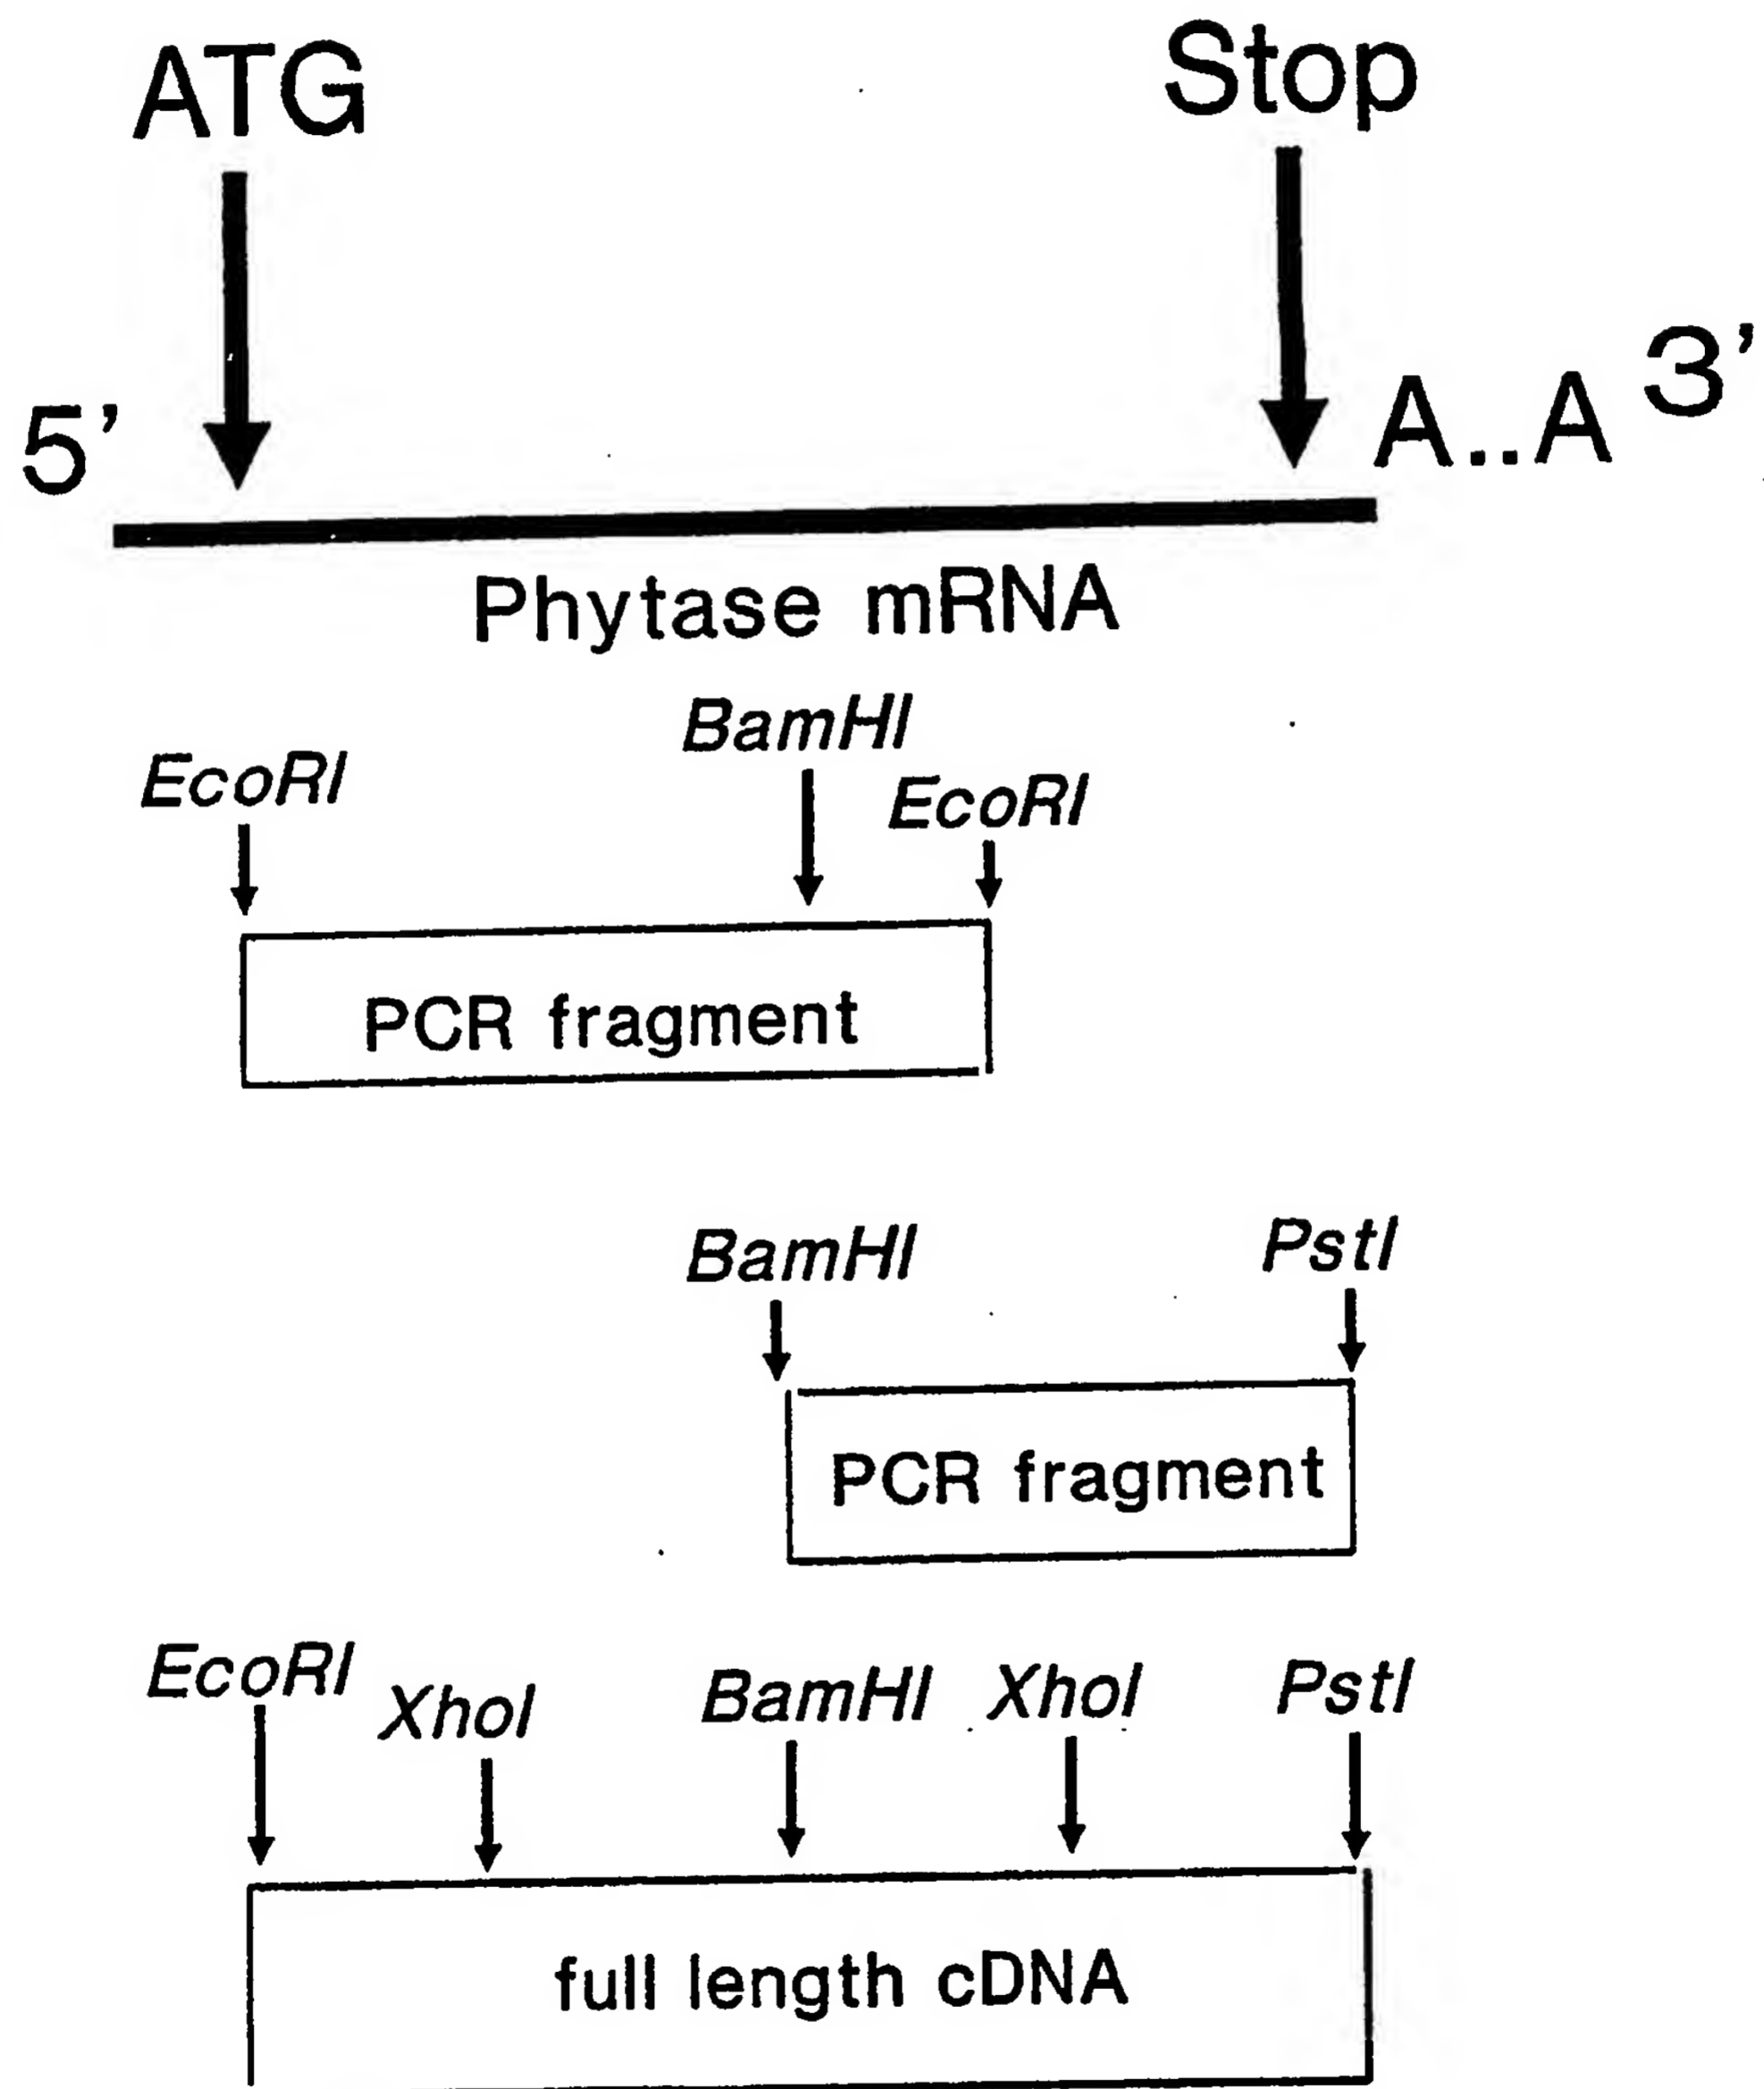 ATG Stop
5' A..A 3'
Phytase mRNA
BamHI
EcoRI EcoRI
PCR fragment
BamHI PstI
PCR fragment
EcoRI XhoI BamHI XhoI PstI
full length cDNA